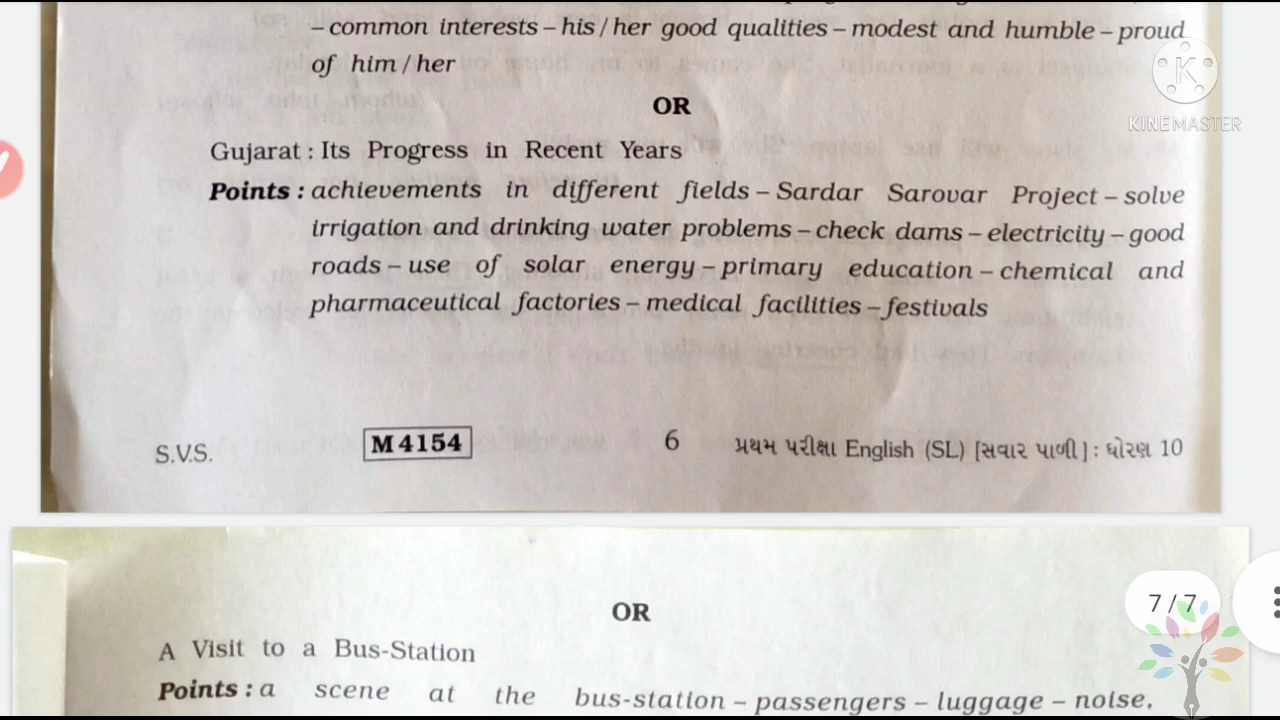 – common interests – his / her good qualities – modest and humble – proud
of him / her
K
KINEMASTER
OR
Gujarat : Its Progress in Recent Years
Points : achievements in different fields – Sardar Sarovar Project – solve
irrigation and drinking water problems – check dams – electricity – good
roads – use of solar energy – primary education – chemical and
pharmaceutical factories – medical facilities – festivals
S.V.S.
M 4154
6
પ્રથમ પરીક્ષા English (SL) [સવાર પાળી] : ધોરણ 10
OR
7 / 7
A Visit to a Bus-Station
Points : a scene at the bus-station – passengers – luggage – noise,